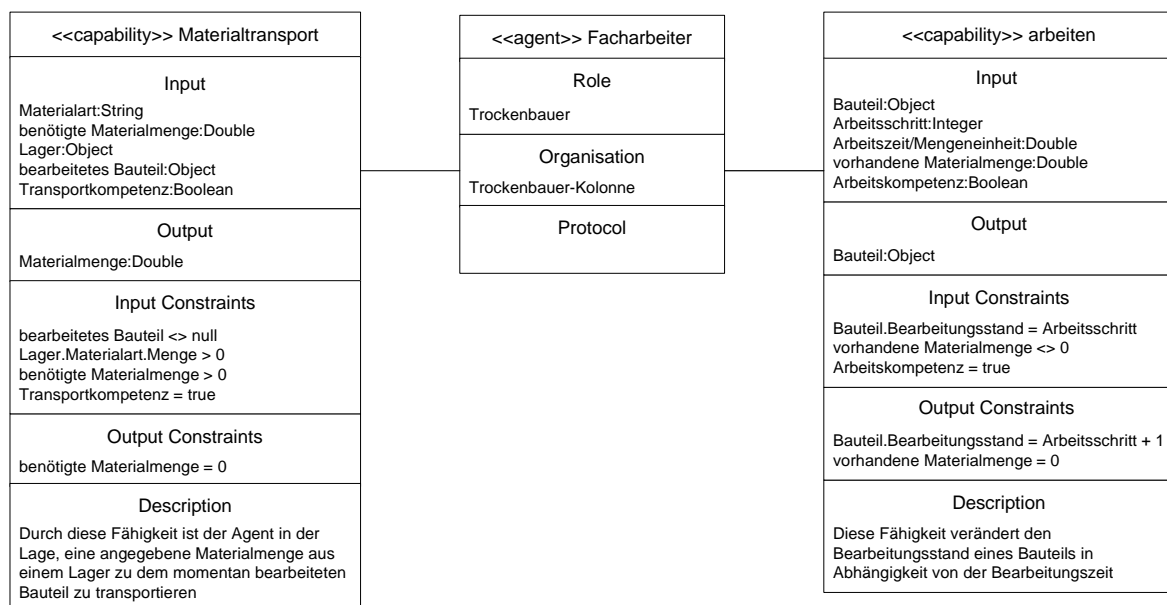 <<capability>> Materialtransport
Input
Materialart:String
benötigte Materialmenge:Double
Lager:Object
bearbeitetes Bauteil:Object
Transportkompetenz:Boolean
Output
Materialmenge:Double
Input Constraints
bearbeitetes Bauteil <> null
Lager.Materialart.Menge > 0
benötigte Materialmenge > 0
Transportkompetenz = true
Output Constraints
benötigte Materialmenge = 0
Description
Durch diese Fähigkeit ist der Agent in der
Lage, eine angegebene Materialmenge aus
einem Lager zu dem momentan bearbeiteten
Bauteil zu transportieren
<<agent>> Facharbeiter
Role
Trockenbauer
Organisation
Trockenbauer-Kolonne
Protocol
<<capability>> arbeiten
Input
Bauteil:Object
Arbeitsschritt:Integer
Arbeitszeit/Mengeneinheit:Double
vorhandene Materialmenge:Double
Arbeitskompetenz:Boolean
Output
Bauteil:Object
Input Constraints
Bauteil.Bearbeitungsstand = Arbeitsschritt
vorhandene Materialmenge <> 0
Arbeitskompetenz = true
Output Constraints
Bauteil.Bearbeitungsstand = Arbeitsschritt + 1
vorhandene Materialmenge = 0
Description
Diese Fähigkeit verändert den
Bearbeitungsstand eines Bauteils in
Abhängigkeit von der Bearbeitungszeit